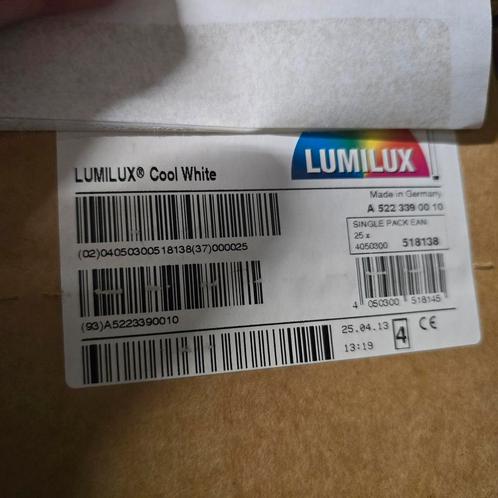 LUMILUX® Cool White
LUMILUX
Made in Germany
A 522 339 00 10
SINGLE PACK EAN:
25 x
4050300 518138
(02)04050300518138(37)000025
4 050300 518145
(93)A5223390010
25.04.13 4 CE
13:19